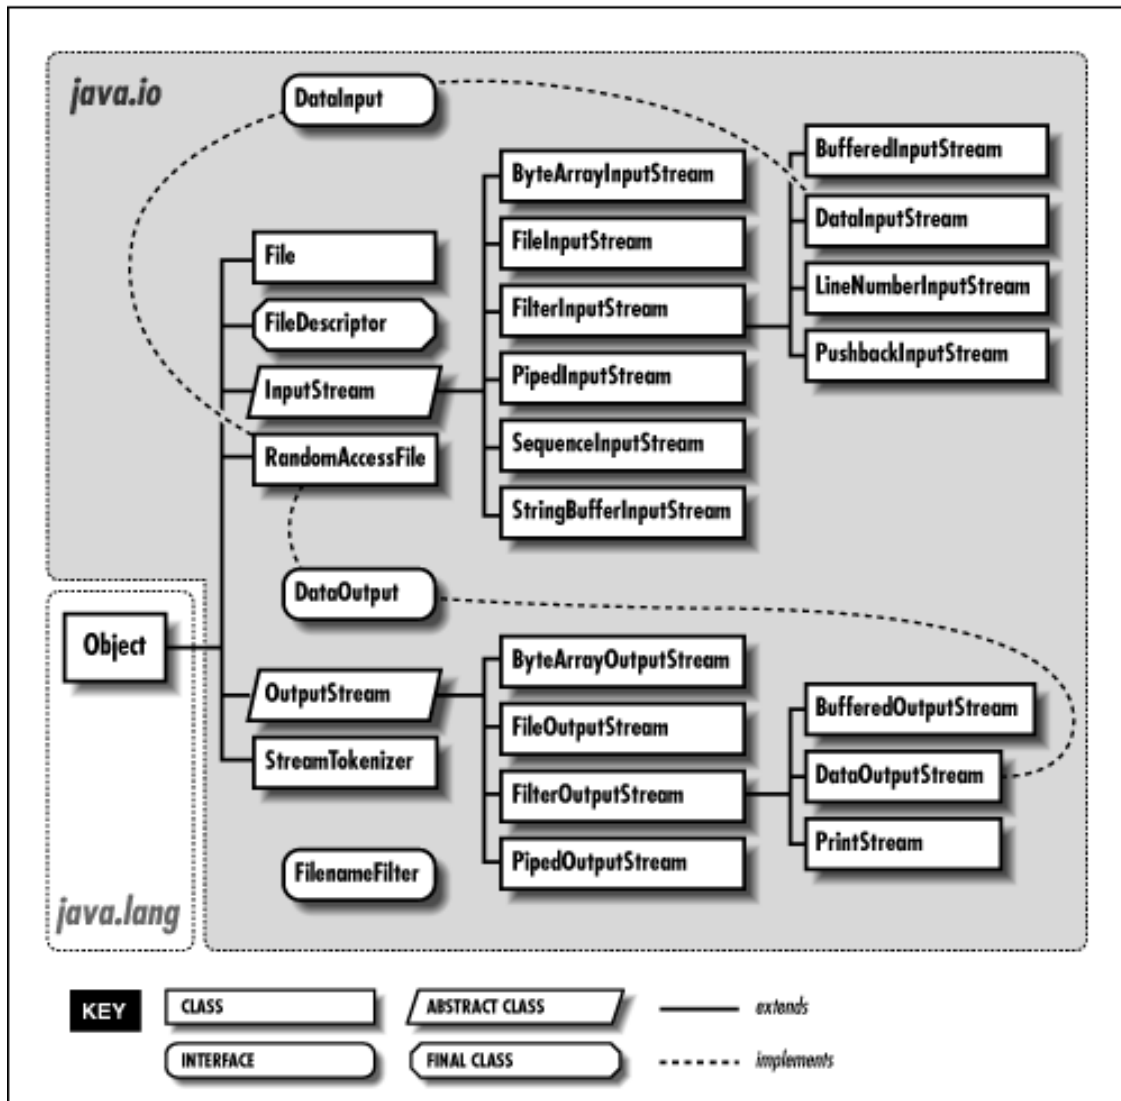 java.io
DataInput
BufferedInputStream
ByteArrayInputStream
DataInputStream
FileInputStream
File
LineNumberInputStream
FileDescriptor
FilterInputStream
PushbackInputStream
InputStream
PipedInputStream
RandomAccessFile
SequenceInputStream
StringBufferInputStream
DataOutput
Object
ByteArrayOutputStream
OutputStream
BufferedOutputStream
FileOutputStream
StreamTokenizer
DataOutputStream
FilterOutputStream
PrintStream
PipedOutputStream
FilenameFilter
java.lang
KEY
CLASS
ABSTRACT CLASS
extends
INTERFACE
FINAL CLASS
implements